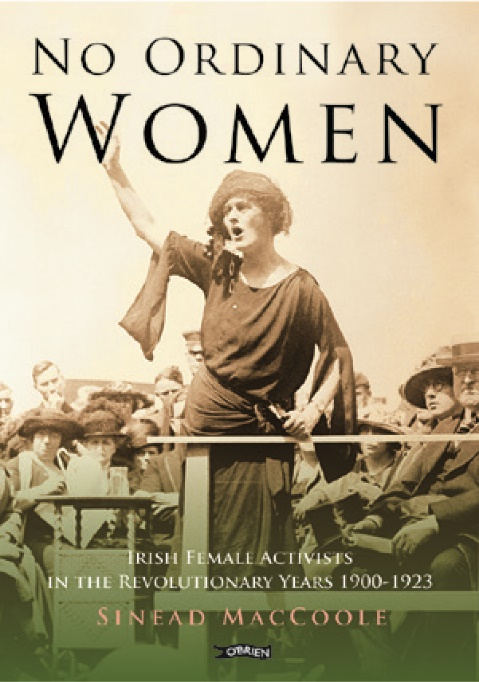 NO ORDINARY
WOMEN
IRISH FEMALE ACTIVISTS
IN THE REVOLUTIONARY YEARS 1900-1923
SINEAD MACCOOLE
O'BRIEN